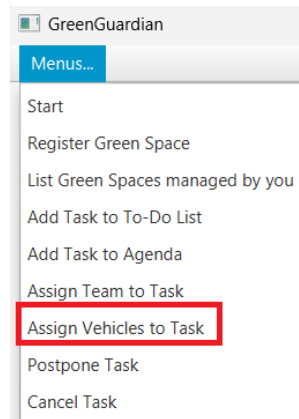 GreenGuardian
Menus...
Start
Register Green Space
List Green Spaces managed by you
Add Task to To-Do List
Add Task to Agenda
Assign Team to Task
Assign Vehicles to Task
Postpone Task
Cancel Task